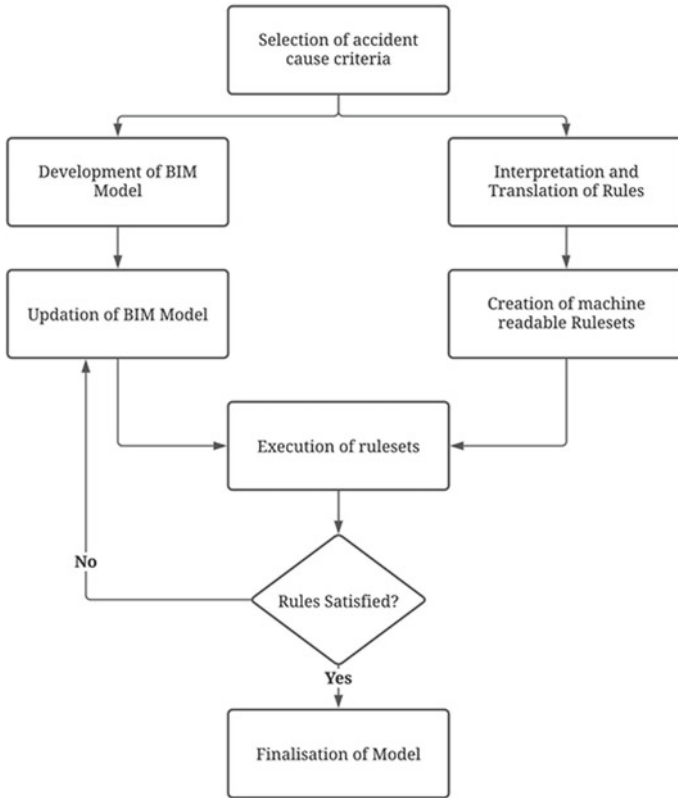 Selection of accident
cause criteria
Development of BIM
Model
Interpretation and
Translation of Rules
Updation of BIM Model
Creation of machine
readable Rulesets
Execution of rulesets
No
Rules Satisfied?
Yes
Finalisation of Model